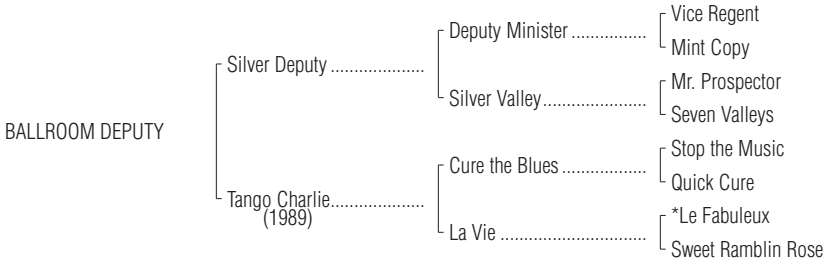 Vice Regent
Deputy Minister ...................
Mint Copy
Silver Deputy .....................
Mr. Prospector
Silver Valley..........................
Seven Valleys
BALLROOM DEPUTY
Stop the Music
Cure the Blues .....................
Quick Cure
Tango Charlie.....................
(1989)
*Le Fabuleux
La Vie ..................................
Sweet Ramblin Rose